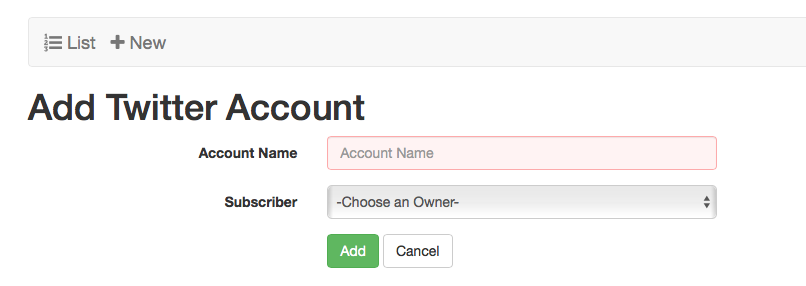 List New
Add Twitter Account
Account Name Account Name
Subscriber -Choose an Owner-
Add Cancel